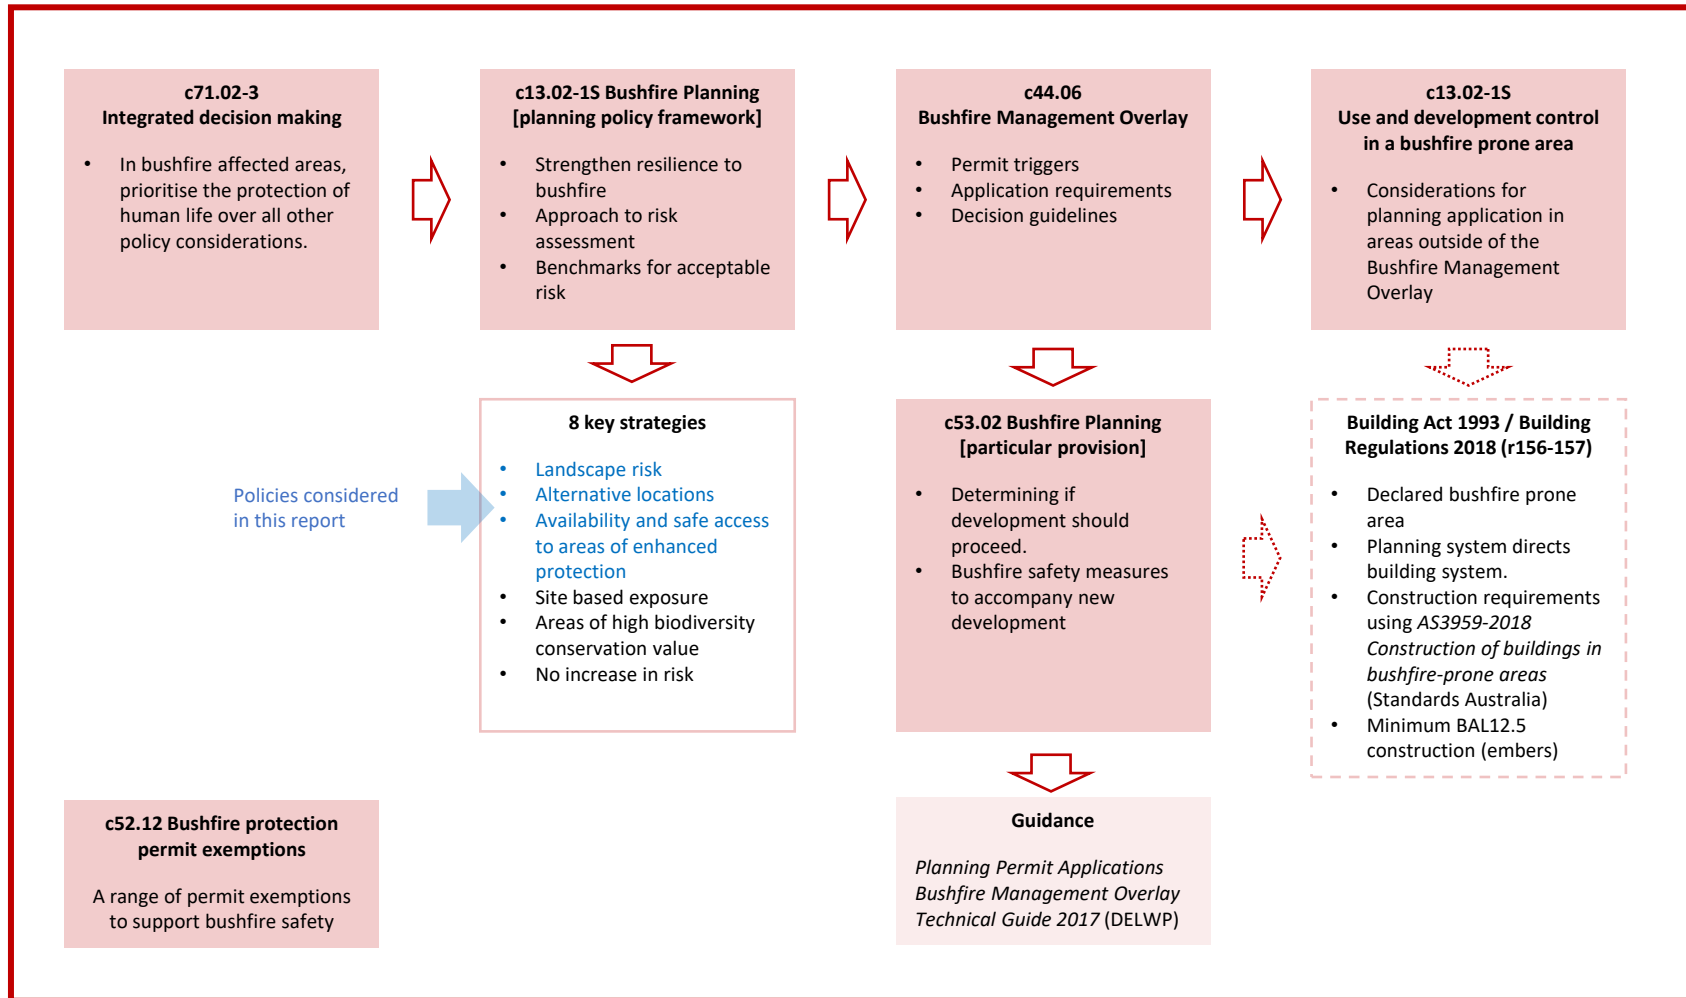 c71.02-3
Integrated decision making
• In bushfire affected areas,
prioritise the protection of
human life over all other
policy considerations.
c13.02-1S Bushfire Planning
[planning policy framework]
• Strengthen resilience to
bushfire
• Approach to risk
assessment
• Benchmarks for acceptable
risk
c44.06
Bushfire Management Overlay
• Permit triggers
• Application requirements
• Decision guidelines
c13.02-1S
Use and development control
in a bushfire prone area
• Considerations for
planning application in
areas outside of the
Bushfire Management
Overlay
Policies considered
in this report
8 key strategies
• Landscape risk
• Alternative locations
• Availability and safe access
to areas of enhanced
protection
• Site based exposure
• Areas of high biodiversity
conservation value
• No increase in risk
c53.02 Bushfire Planning
[particular provision]
• Determining if
development should
proceed.
• Bushfire safety measures
to accompany new
development
Building Act 1993 / Building
Regulations 2018 (r156-157)
• Declared bushfire prone
area
• Planning system directs
building system.
• Construction requirements
using AS3959-2018
Construction of buildings in
bushfire-prone areas
(Standards Australia)
• Minimum BAL12.5
construction (embers)
c52.12 Bushfire protection
permit exemptions
A range of permit exemptions
to support bushfire safety
Guidance
Planning Permit Applications
Bushfire Management Overlay
Technical Guide 2017 (DELWP)